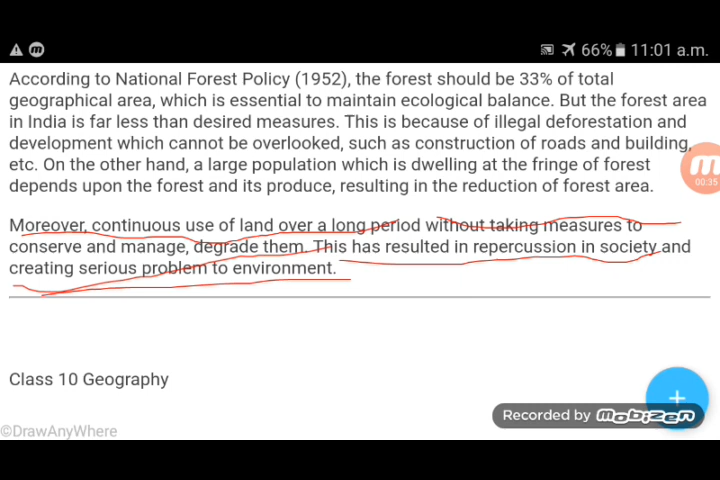 66% 11:01 a.m.
According to National Forest Policy (1952), the forest should be 33% of total
geographical area, which is essential to maintain ecological balance. But the forest area
in India is far less than desired measures. This is because of illegal deforestation and
development which cannot be overlooked, such as construction of roads and building,
etc. On the other hand, a large population which is dwelling at the fringe of forest
depends upon the forest and its produce, resulting in the reduction of forest area.
00:35
Moreover, continuous use of land over a long period without taking measures to
conserve and manage, degrade them. This has resulted in repercussion in society and
creating serious problem to environment.
Class 10 Geography
Recorded by mobizen
©DrawAnyWhere